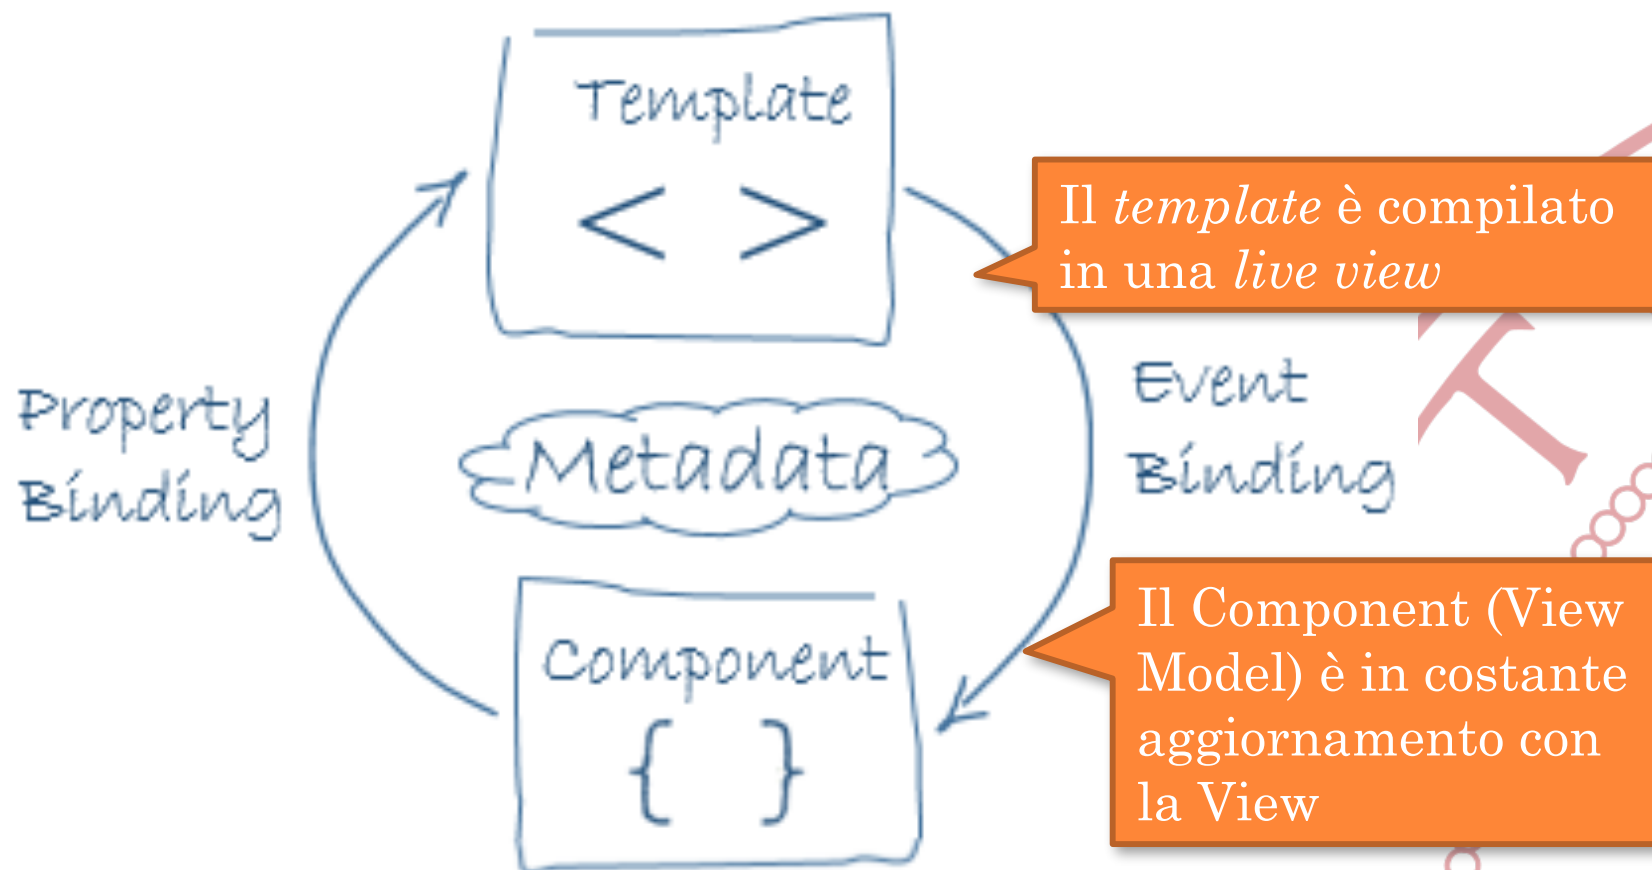 Template
< >
Il template è compilato
in una live view
Property
Binding
Metadata
Event
Binding
Component
{ }
Il Component (View
Model) è in costante
aggiornamento con
la View